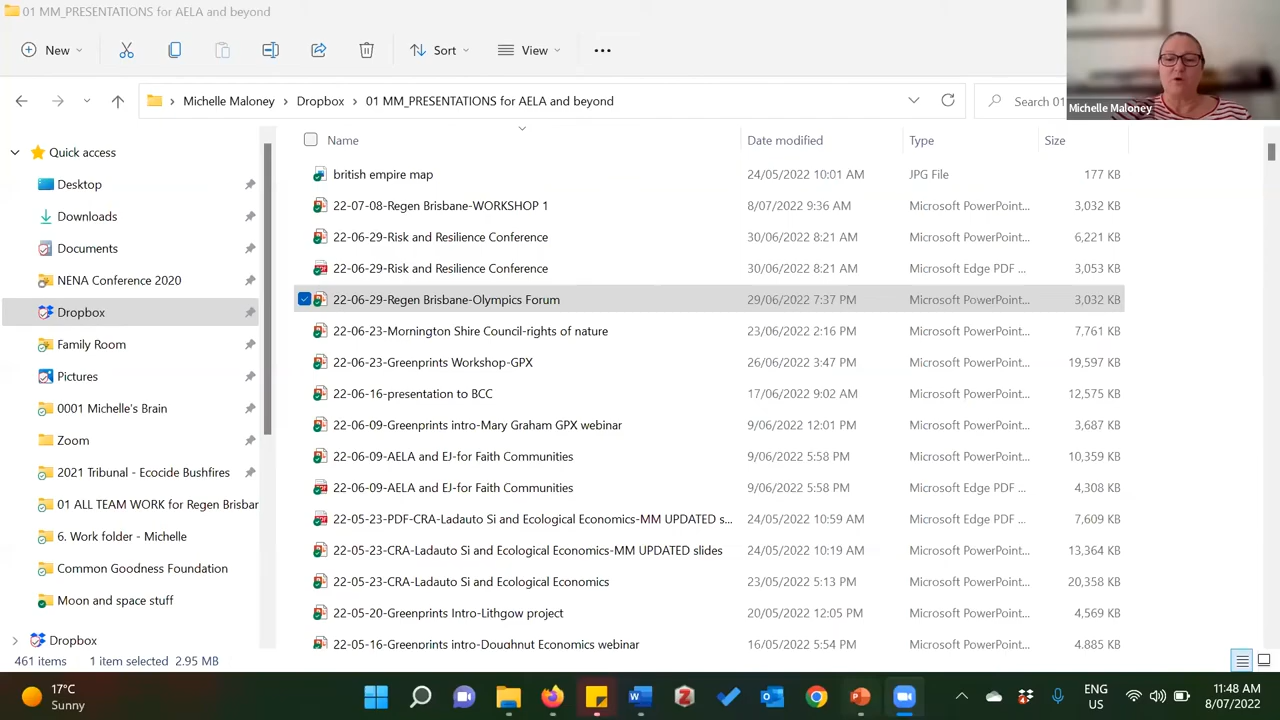 01 MM_PRESENTATIONS for AELA and beyond
New Sort View
Michelle Maloney Dropbox 01 MM_PRESENTATIONS for AELA and beyond Search 01
Michelle Maloney
Name Date modified Type Size
Quick access
Desktop
Downloads
Documents
NENA Conference 2020
Dropbox
Family Room
Pictures
0001 Michelle's Brain
Zoom
2021 Tribunal - Ecocide Bushfires
01 ALL TEAM WORK for Regen Brisbar
6. Work folder - Michelle
Common Goodness Foundation
Moon and space stuff
Dropbox
british empire map 24/05/2022 10:01 AM JPG File 177 KB
22-07-08-Regen Brisbane-WORKSHOP 1 8/07/2022 9:36 AM Microsoft PowerPoint... 3,032 KB
22-06-29-Risk and Resilience Conference 30/06/2022 8:21 AM Microsoft PowerPoint... 6,221 KB
22-06-29-Risk and Resilience Conference 30/06/2022 8:21 AM Microsoft Edge PDF ... 3,053 KB
22-06-29-Regen Brisbane-Olympics Forum 29/06/2022 7:37 PM Microsoft PowerPoint... 3,032 KB
22-06-23-Mornington Shire Council-rights of nature 23/06/2022 2:16 PM Microsoft PowerPoint... 7,761 KB
22-06-23-Greenprints Workshop-GPX 26/06/2022 3:47 PM Microsoft PowerPoint... 19,597 KB
22-06-16-presentation to BCC 17/06/2022 9:02 AM Microsoft PowerPoint... 12,575 KB
22-06-09-Greenprints intro-Mary Graham GPX webinar 9/06/2022 12:01 PM Microsoft PowerPoint... 3,687 KB
22-06-09-AELA and EJ-for Faith Communities 9/06/2022 5:58 PM Microsoft PowerPoint... 10,359 KB
22-06-09-AELA and EJ-for Faith Communities 9/06/2022 5:58 PM Microsoft Edge PDF ... 4,308 KB
22-05-23-PDF-CRA-Ladauto Si and Ecological Economics-MM UPDATED s... 24/05/2022 10:59 AM Microsoft Edge PDF ... 7,609 KB
22-05-23-CRA-Ladauto Si and Ecological Economics-MM UPDATED slides 24/05/2022 10:19 AM Microsoft PowerPoint... 13,364 KB
22-05-23-CRA-Ladauto Si and Ecological Economics 23/05/2022 5:13 PM Microsoft PowerPoint... 20,358 KB
22-05-20-Greenprints Intro-Lithgow project 20/05/2022 12:05 PM Microsoft PowerPoint... 4,569 KB
22-05-16-Greenprints intro-Doughnut Economics webinar 16/05/2022 5:54 PM Microsoft PowerPoint... 4,885 KB
461 items 1 item selected 2.95 MB
17°C
Sunny
ENG
US
11:48 AM
8/07/2022